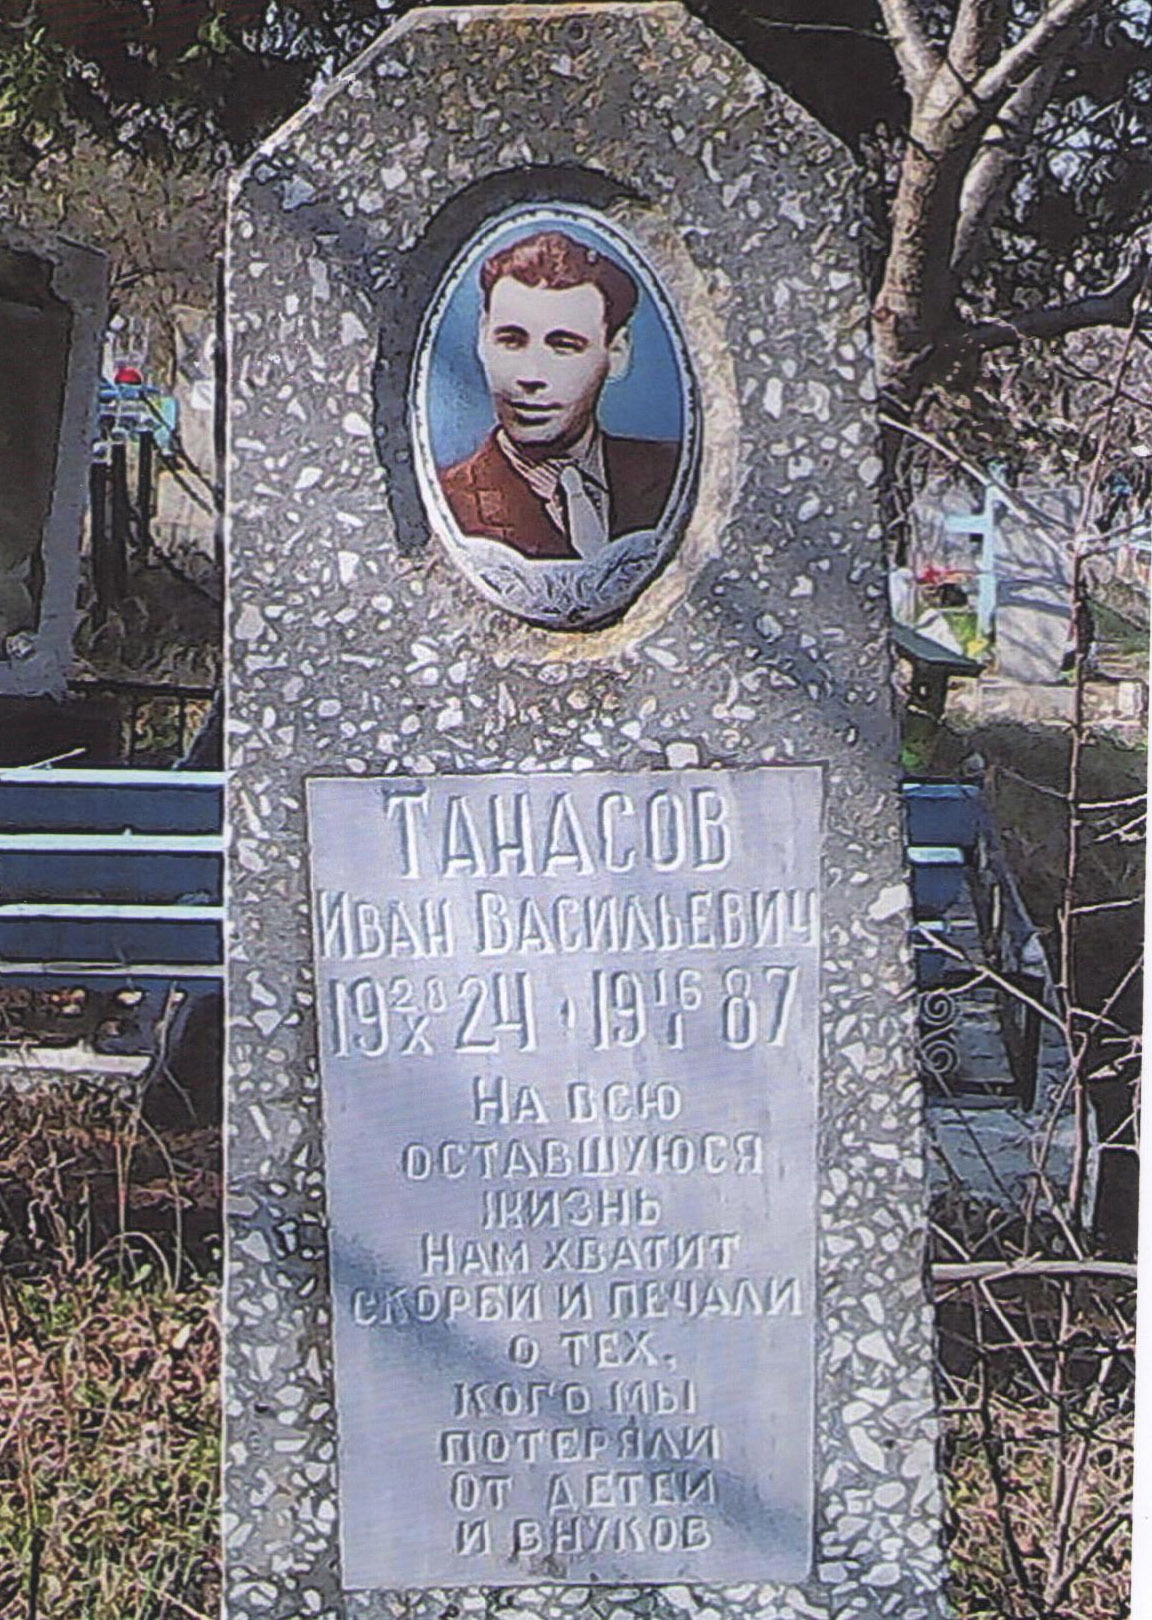 ТАНАСОВ
ИВАН ВАСИЛЬЕВИЧ
19 28/X 24 · 19 16/I 87
НА ВСЮ
ОСТАВШУЮСЯ
ЖИЗНЬ
НАМ ХВАТИТ
СКОРБИ И ПЕЧАЛИ
О ТЕХ,
КОГО МЫ
ПОТЕРЯЛИ
ОТ ДЕТЕЙ
И ВНУКОВ